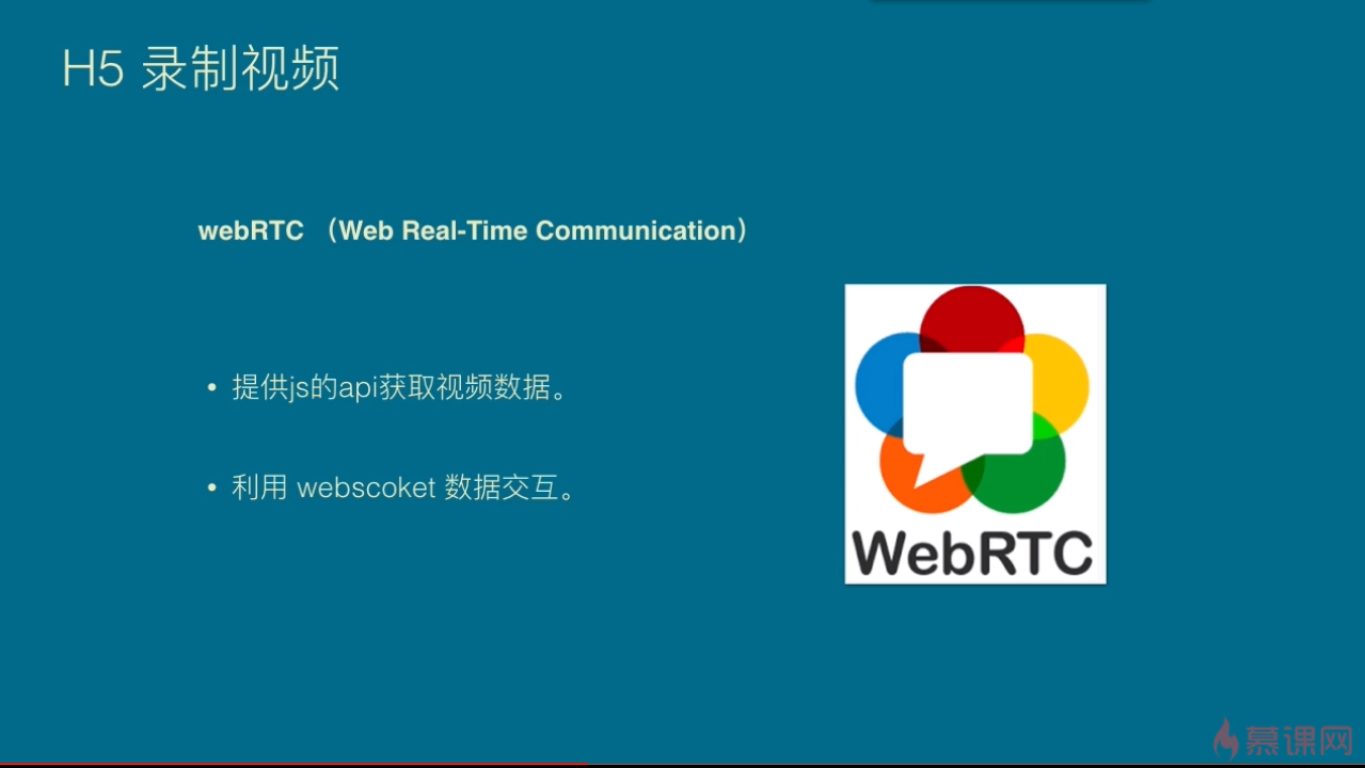 H5 录制视频
webRTC （Web Real-Time Communication）
• 提供js的api获取视频数据。
• 利用 webscoket 数据交互。
WebRTC
慕课网